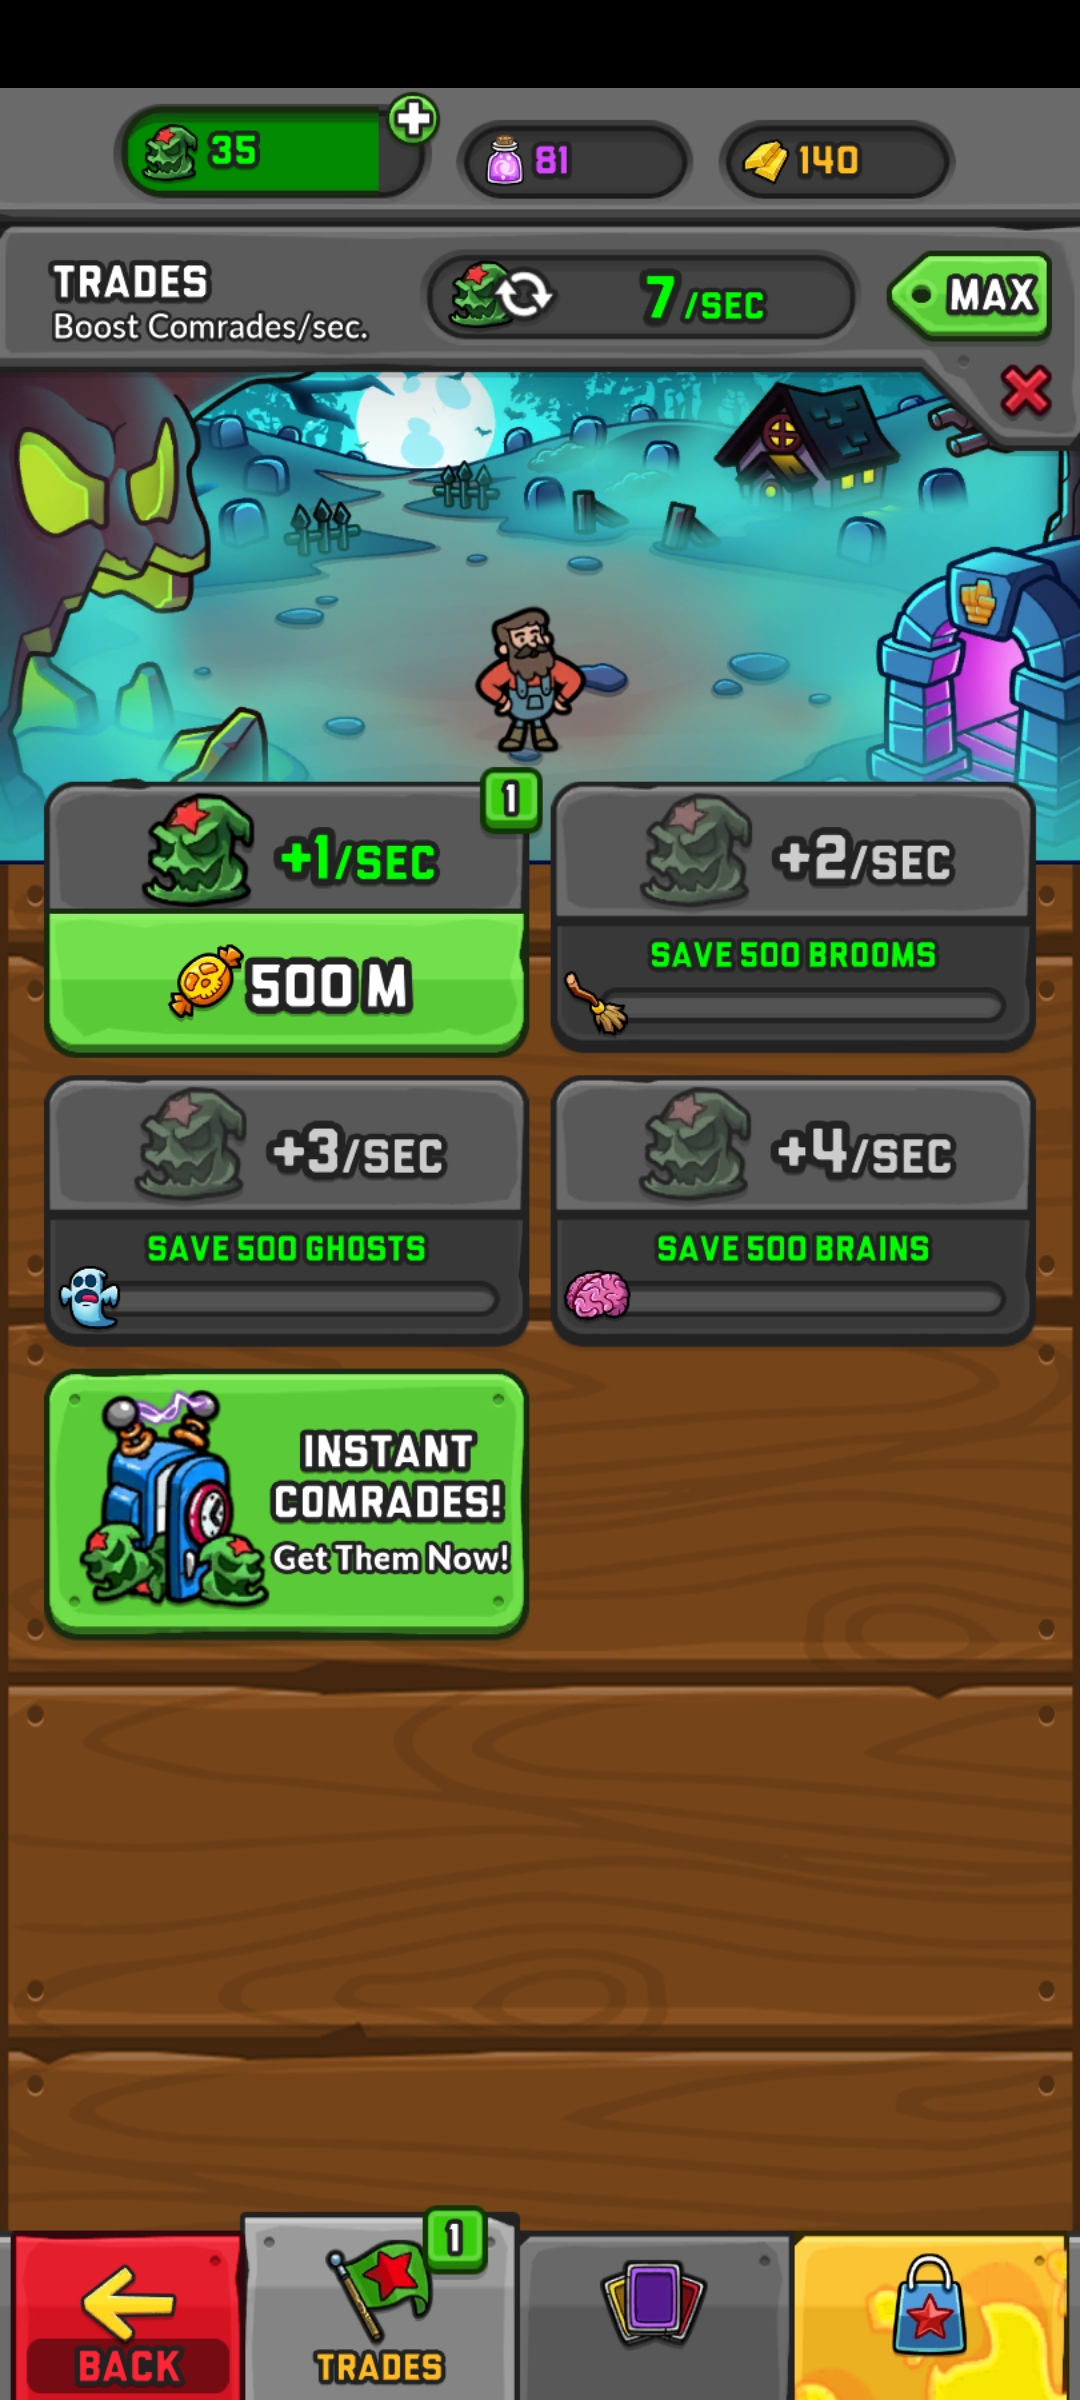 35
81
140
TRADES
Boost Comrades/sec.
7/SEC
MAX
1
+1/SEC
500 M
+2/SEC
SAVE 500 BROOMS
+3/SEC
SAVE 500 GHOSTS
+4/SEC
SAVE 500 BRAINS
INSTANT
COMRADES!
Get Them Now!
BACK
1
TRADES